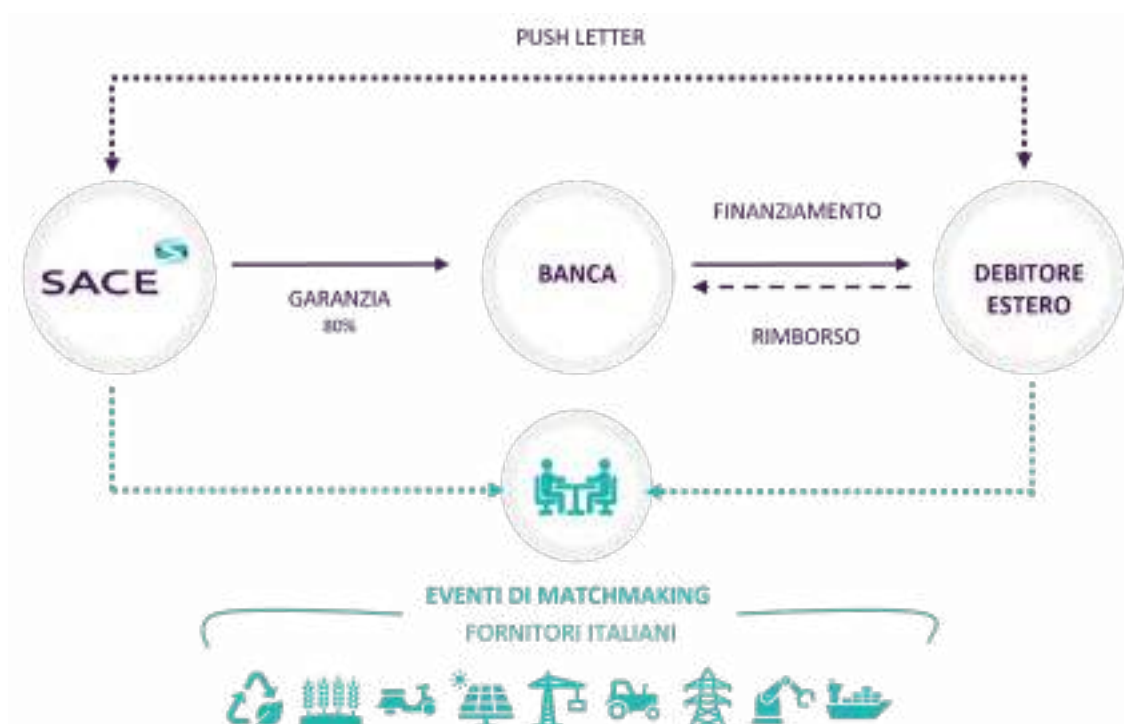 PUSH LETTER
SACE
GARANZIA
80%
BANCA
FINANZIAMENTO
RIMBORSO
DEBITORE
ESTERO
EVENTI DI MATCHMAKING
FORNITORI ITALIANI